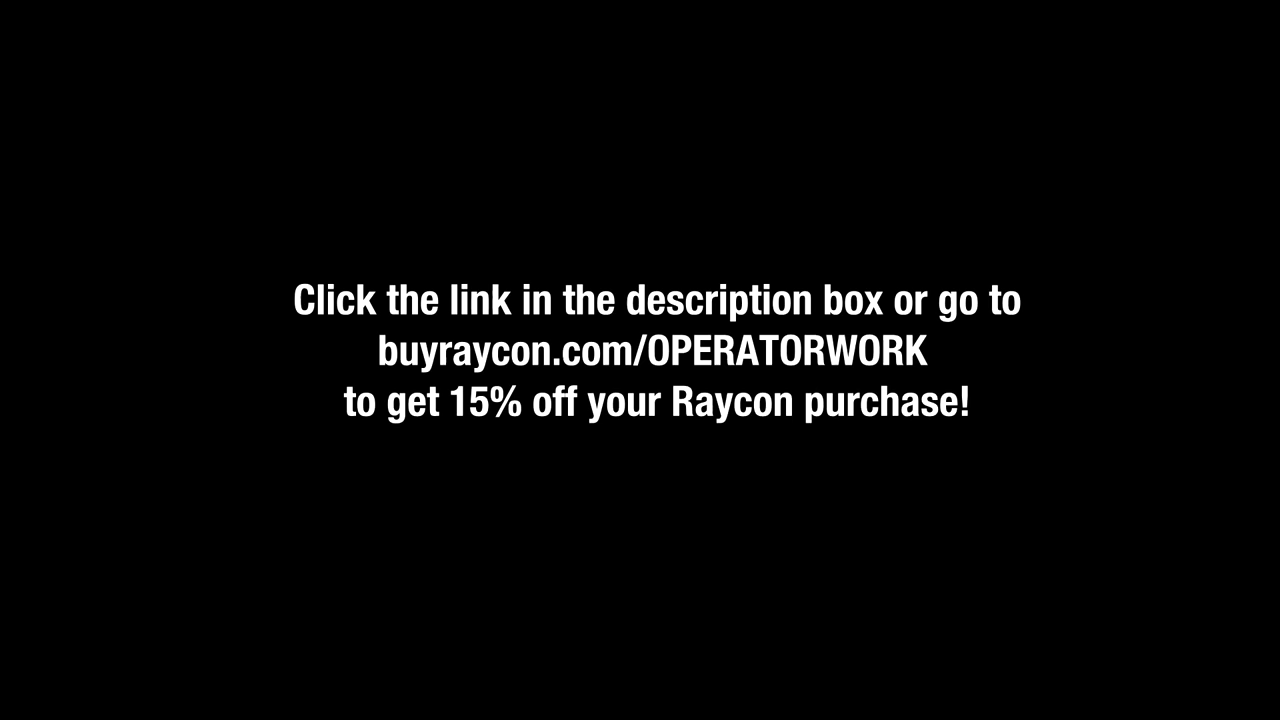 Click the link in the description box or go to
buyraycon.com/OPERATORWORK
to get 15% off your Raycon purchase!